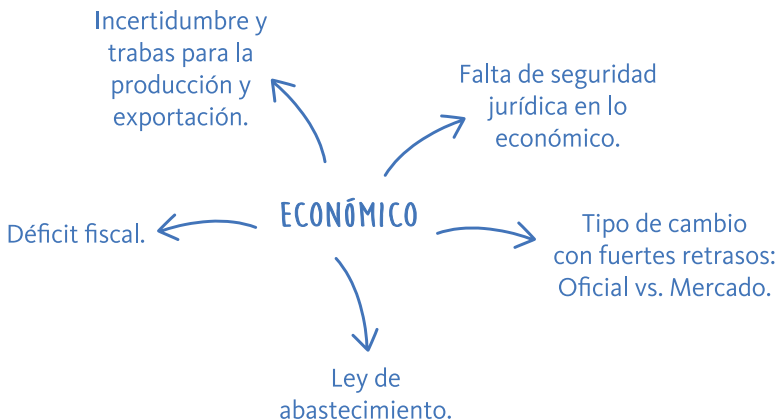 Incertidumbre y
trabas para la
producción y
exportación.
Falta de seguridad
jurídica en lo
económico.
ECONÓMICO
Déficit fiscal.
Tipo de cambio
con fuertes retrasos:
Oficial vs. Mercado.
Ley de
abastecimiento.